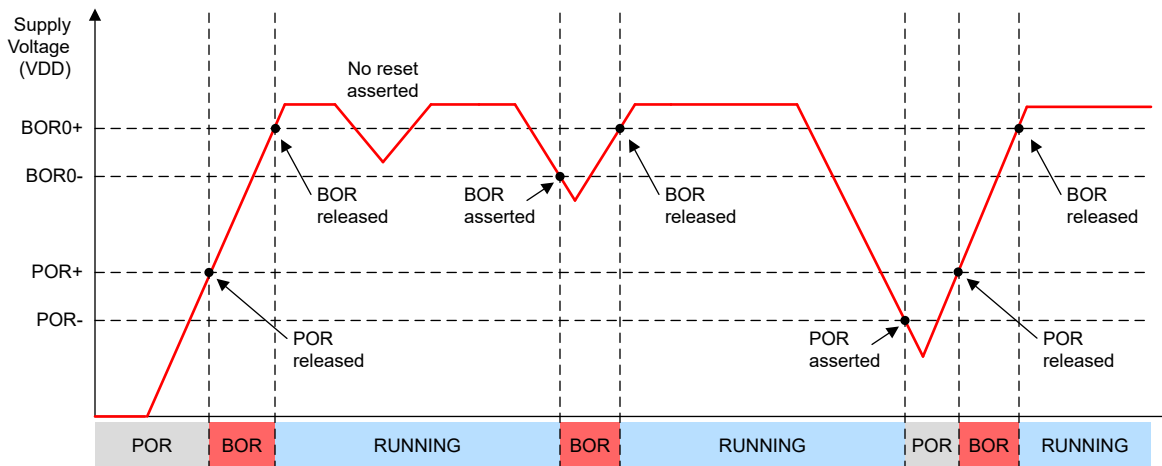 Supply
Voltage
(VDD)
No reset
asserted
BOR0+
BOR0-
BOR
released
BOR
asserted
BOR
released
BOR
released
POR+
POR-
POR
released
POR
asserted
POR
released
POR
BOR
RUNNING
BOR
RUNNING
POR
BOR
RUNNING